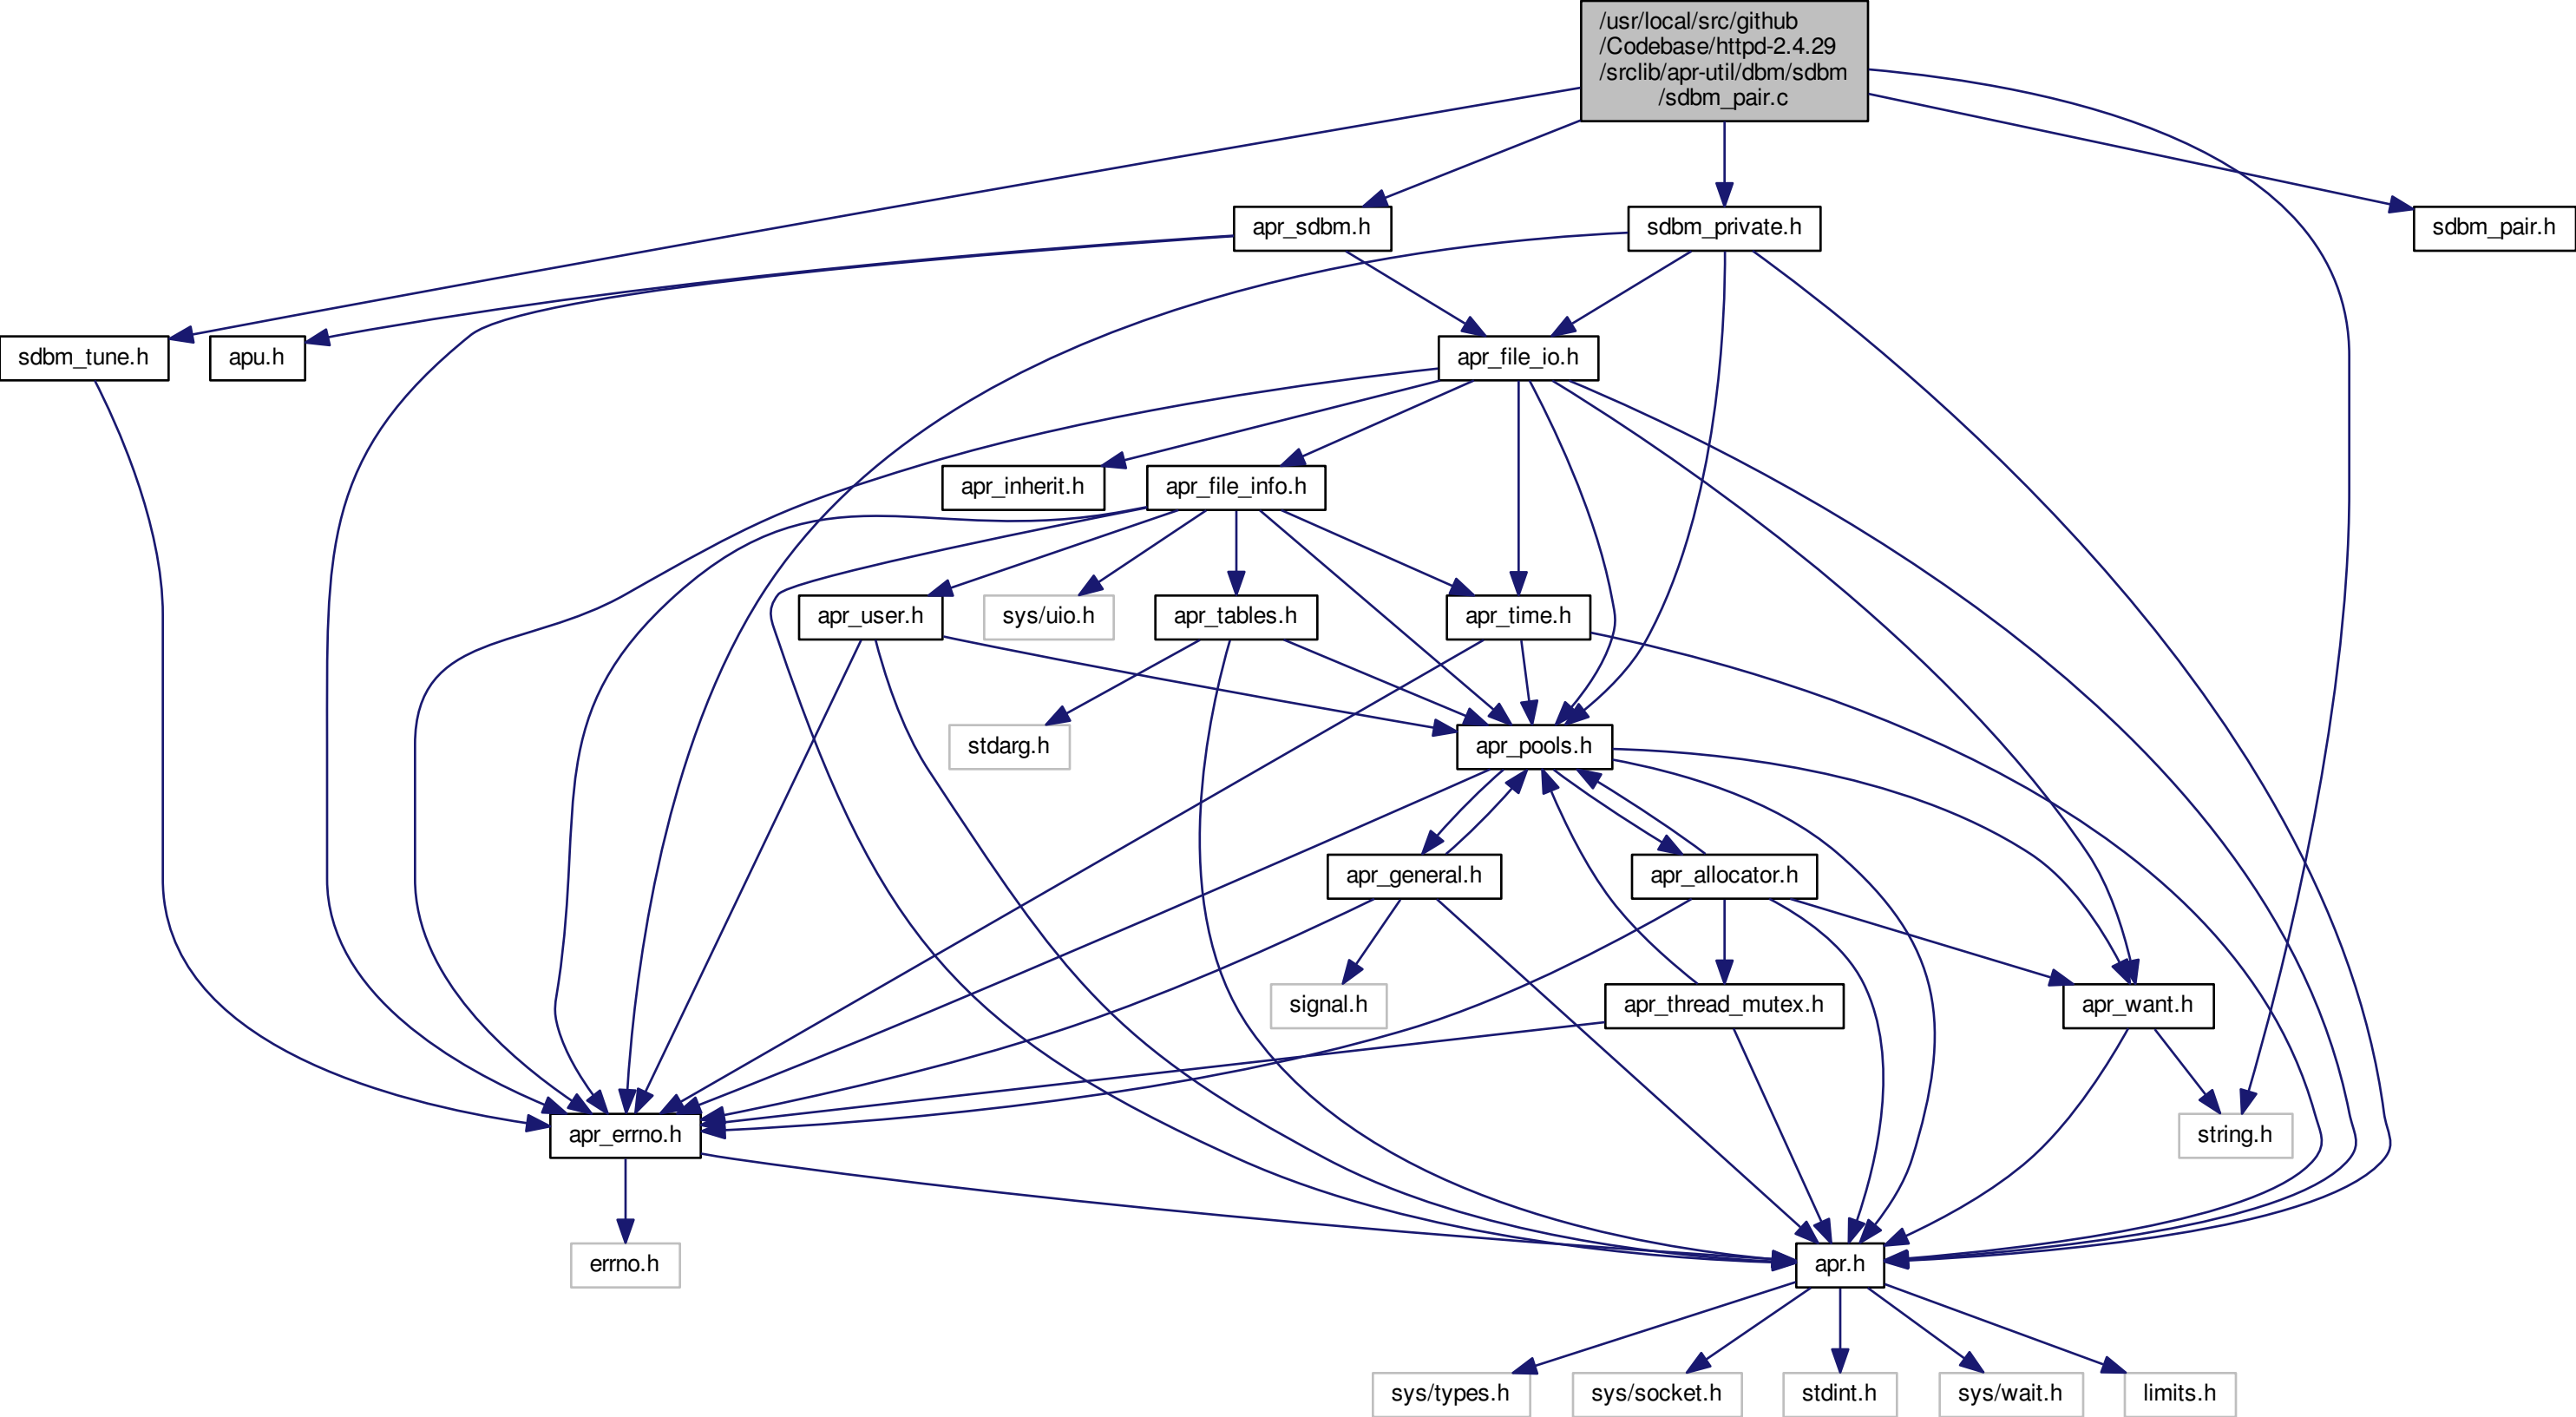 /usr/local/src/github
/Codebase/httpd-2.4.29
/srclib/apr-util/dbm/sdbm
/sdbm_pair.c
apr_sdbm.h
sdbm_private.h
sdbm_pair.h
sdbm_tune.h
apu.h
apr_file_io.h
apr_inherit.h
apr_file_info.h
apr_user.h
sys/uio.h
apr_tables.h
apr_time.h
stdarg.h
apr_pools.h
apr_general.h
apr_allocator.h
signal.h
apr_thread_mutex.h
apr_want.h
apr_errno.h
string.h
errno.h
apr.h
sys/types.h
sys/socket.h
stdint.h
sys/wait.h
limits.h